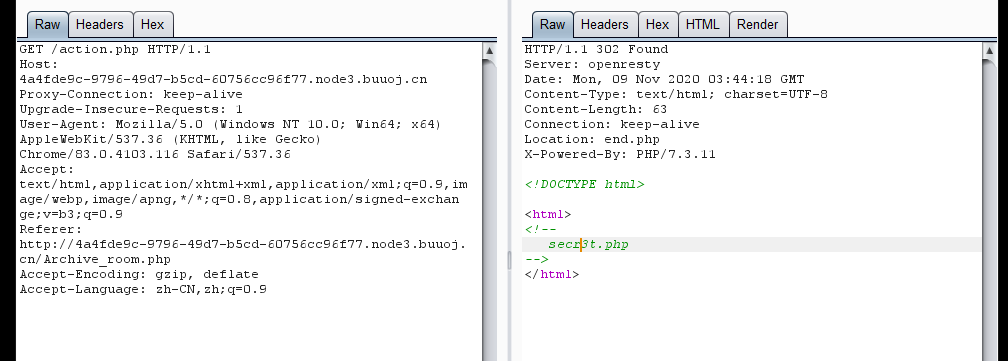 Raw Headers Hex
GET /action.php HTTP/1.1
Host:
4a4fde9c-9796-49d7-b5cd-60756cc96f77.node3.buuoj.cn
Proxy-Connection: keep-alive
Upgrade-Insecure-Requests: 1
User-Agent: Mozilla/5.0 (Windows NT 10.0; Win64; x64)
AppleWebKit/537.36 (KHTML, like Gecko)
Chrome/83.0.4103.116 Safari/537.36
Accept:
text/html,application/xhtml+xml,application/xml;q=0.9,im
age/webp,image/apng,*/*;q=0.8,application/signed-exchan
ge;v=b3;q=0.9
Referer:
http://4a4fde9c-9796-49d7-b5cd-60756cc96f77.node3.buuoj.
cn/Archive_room.php
Accept-Encoding: gzip, deflate
Accept-Language: zh-CN,zh;q=0.9
Raw Headers Hex HTML Render
HTTP/1.1 302 Found
Server: openresty
Date: Mon, 09 Nov 2020 03:44:18 GMT
Content-Type: text/html; charset=UTF-8
Content-Length: 63
Connection: keep-alive
Location: end.php
X-Powered-By: PHP/7.3.11
<!DOCTYPE html>
<html>
<!--
secr3t.php
-->
</html>